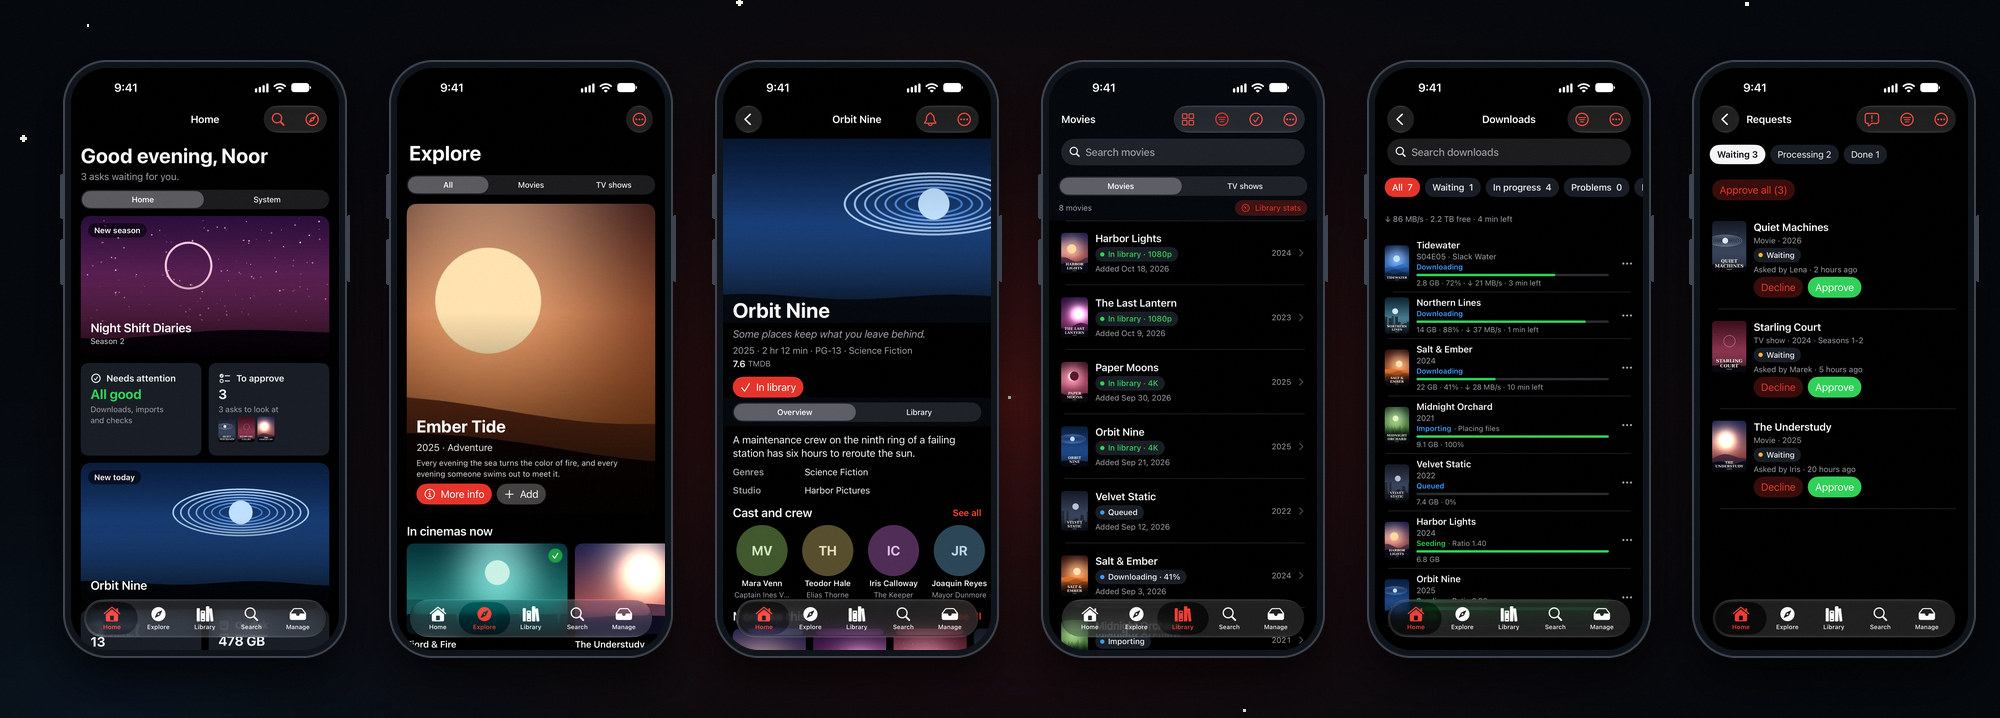 9:41
Home
Good evening, Noor
3 asks waiting for you.
Home
System
New season
Night Shift Diaries
Season 2
Needs attention
All good
Downloads, imports
and checks
To approve
3
3 asks to look at
New today
Orbit Nine
Home
Explore
Library
Search
Manage
13
478 GB
9:41
Explore
All
Movies
TV shows
Ember Tide
2025 · Adventure
Every evening the sea turns the color of fire, and every
evening someone swims out to meet it.
More info
Add
In cinemas now
Home
Explore
Library
Search
Manage
ord & Fire
The Understudy
9:41
Orbit Nine
Orbit Nine
Some places keep what you leave behind.
2025 · 2 hr 12 min · PG-13 · Science Fiction
7.6 TMDB
In library
Overview
Library
A maintenance crew on the ninth ring of a failing
station has six hours to reroute the sun.
Genres
Science Fiction
Studio
Harbor Pictures
Cast and crew
See all
MV
TH
IC
JR
Mara Venn
Teodor Hale
Iris Calloway
Joaquin Reyes
Captain Ines V...
Elias Thorne
The Keeper
Mayor Dunmore
Home
Explore
Library
Search
Manage
9:41
Movies
Search movies
Movies
TV shows
8 movies
Library stats
Harbor Lights
In library · 1080p
Added Oct 18, 2026
2024
The Last Lantern
In library · 1080p
Added Oct 9, 2026
2023
Paper Moons
In library · 4K
Added Sep 30, 2026
2025
Orbit Nine
In library · 4K
Added Sep 21, 2026
2025
Velvet Static
Queued
Added Sep 12, 2026
2022
Salt & Ember
Downloading · 41%
Added Sep 3, 2026
2024
Home
Explore
Library
Search
Manage
Importing
2021
9:41
Downloads
Search downloads
All 7
Waiting 1
In progress 4
Problems 0
↓ 86 MB/s · 2.2 TB free · 4 min left
Tidewater
S04E05 · Slack Water
Downloading
2.8 GB · 72% · ↓ 21 MB/s · 3 min left
Northern Lines
Downloading
14 GB · 88% · ↓ 37 MB/s · 1 min left
Salt & Ember
2024
Downloading
22 GB · 41% · ↓ 28 MB/s · 10 min left
Midnight Orchard
2021
Importing · Placing files
9.1 GB · 100%
Velvet Static
2022
Queued
7.4 GB · 0%
Harbor Lights
2024
Seeding · Ratio 1.40
6.8 GB
Orbit Nine
2025
Home
Explore
Library
Search
Manage
9:41
Requests
Waiting 3
Processing 2
Done 1
Approve all (3)
Quiet Machines
Movie · 2026
Waiting
Asked by Lena · 2 hours ago
Decline
Approve
Starling Court
TV show · 2024 · Seasons 1-2
Waiting
Asked by Marek · 5 hours ago
Decline
Approve
The Understudy
Movie · 2025
Waiting
Asked by Iris · 20 hours ago
Decline
Approve
Home
Explore
Library
Search
Manage